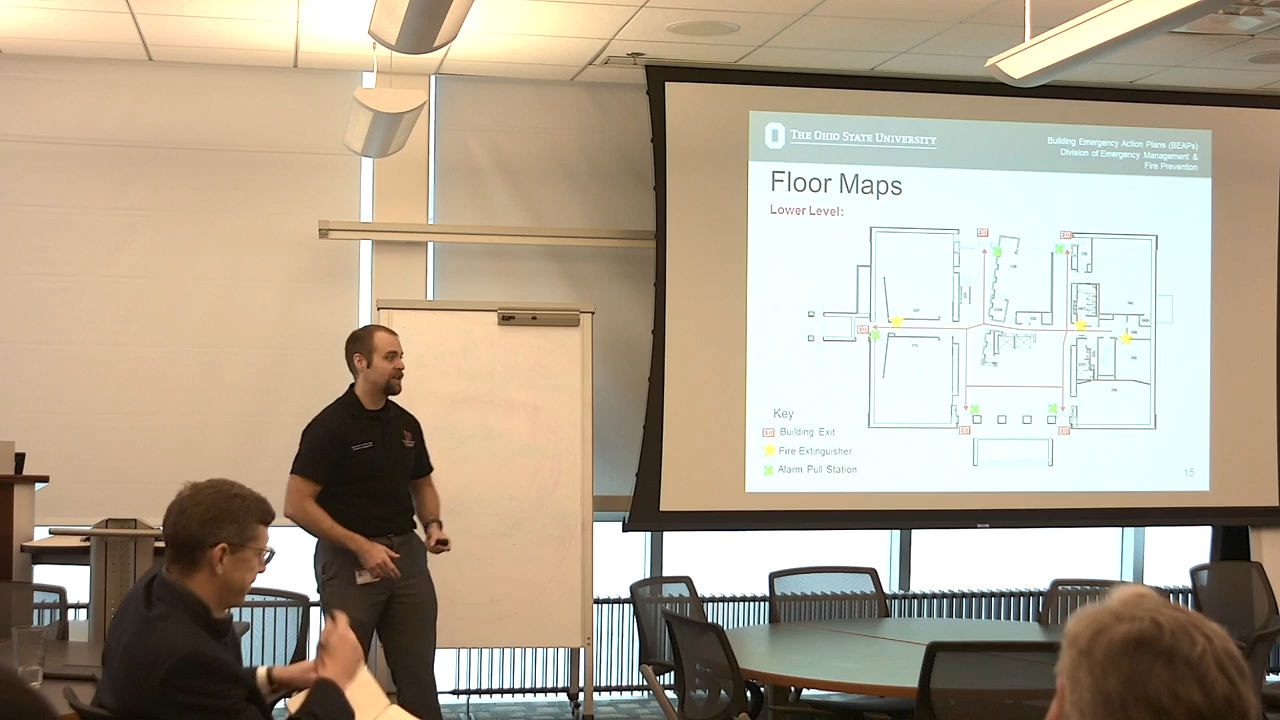 THE OHIO STATE UNIVERSITY
Building Emergency Action Plans (BEAPs)
Division of Emergency Management &
Fire Prevention
Floor Maps
Lower Level:
Key
Building Exit
Fire Extinguisher
Alarm Pull Station
15